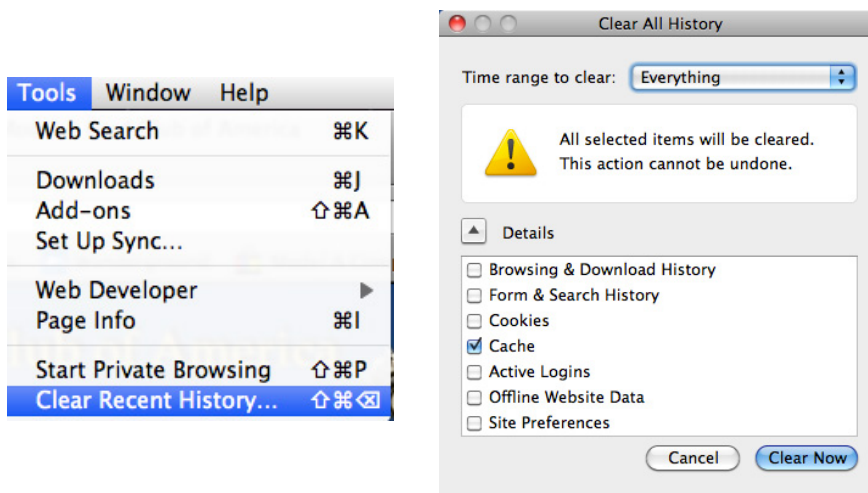 Tools Window Help
Web Search ⌘K
Downloads ⌘J
Add-ons ⇧⌘A
Set Up Sync...
Web Developer ▶
Page Info ⌘I
Start Private Browsing ⇧⌘P
Clear Recent History... ⇧⌘⌫
Clear All History
Time range to clear: Everything
All selected items will be cleared.
This action cannot be undone.
Details
Browsing & Download History
Form & Search History
Cookies
Cache
Active Logins
Offline Website Data
Site Preferences
Cancel Clear Now